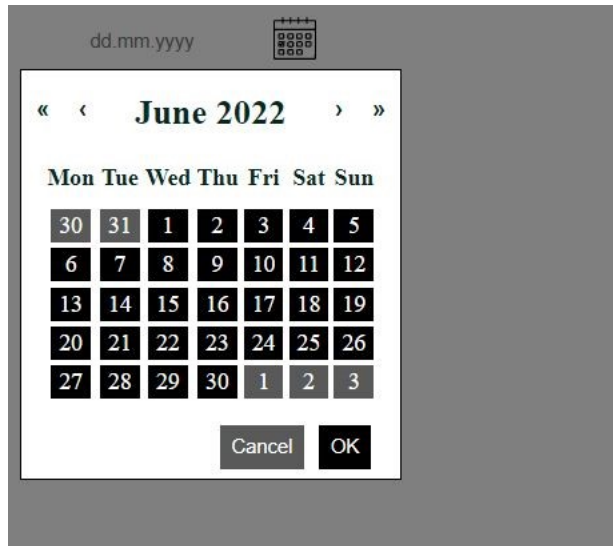 dd.mm.yyyy
« ‹ June 2022 › »
Mon Tue Wed Thu Fri Sat Sun
30 31 1 2 3 4 5
6 7 8 9 10 11 12
13 14 15 16 17 18 19
20 21 22 23 24 25 26
27 28 29 30 1 2 3
Cancel OK